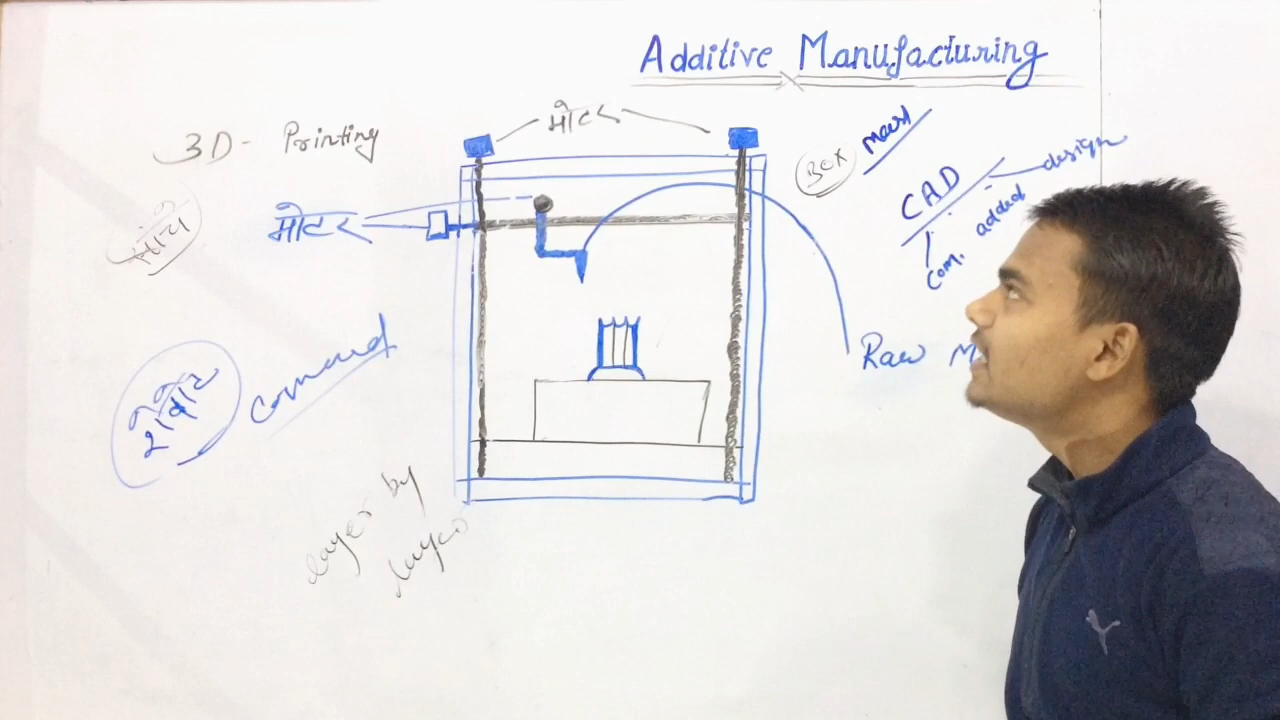 Additive Manufacturing
मोटर
3D - Printing
BOX
CAD
design
added
Com.
मोटर
Raw M
Command
layer by
layer